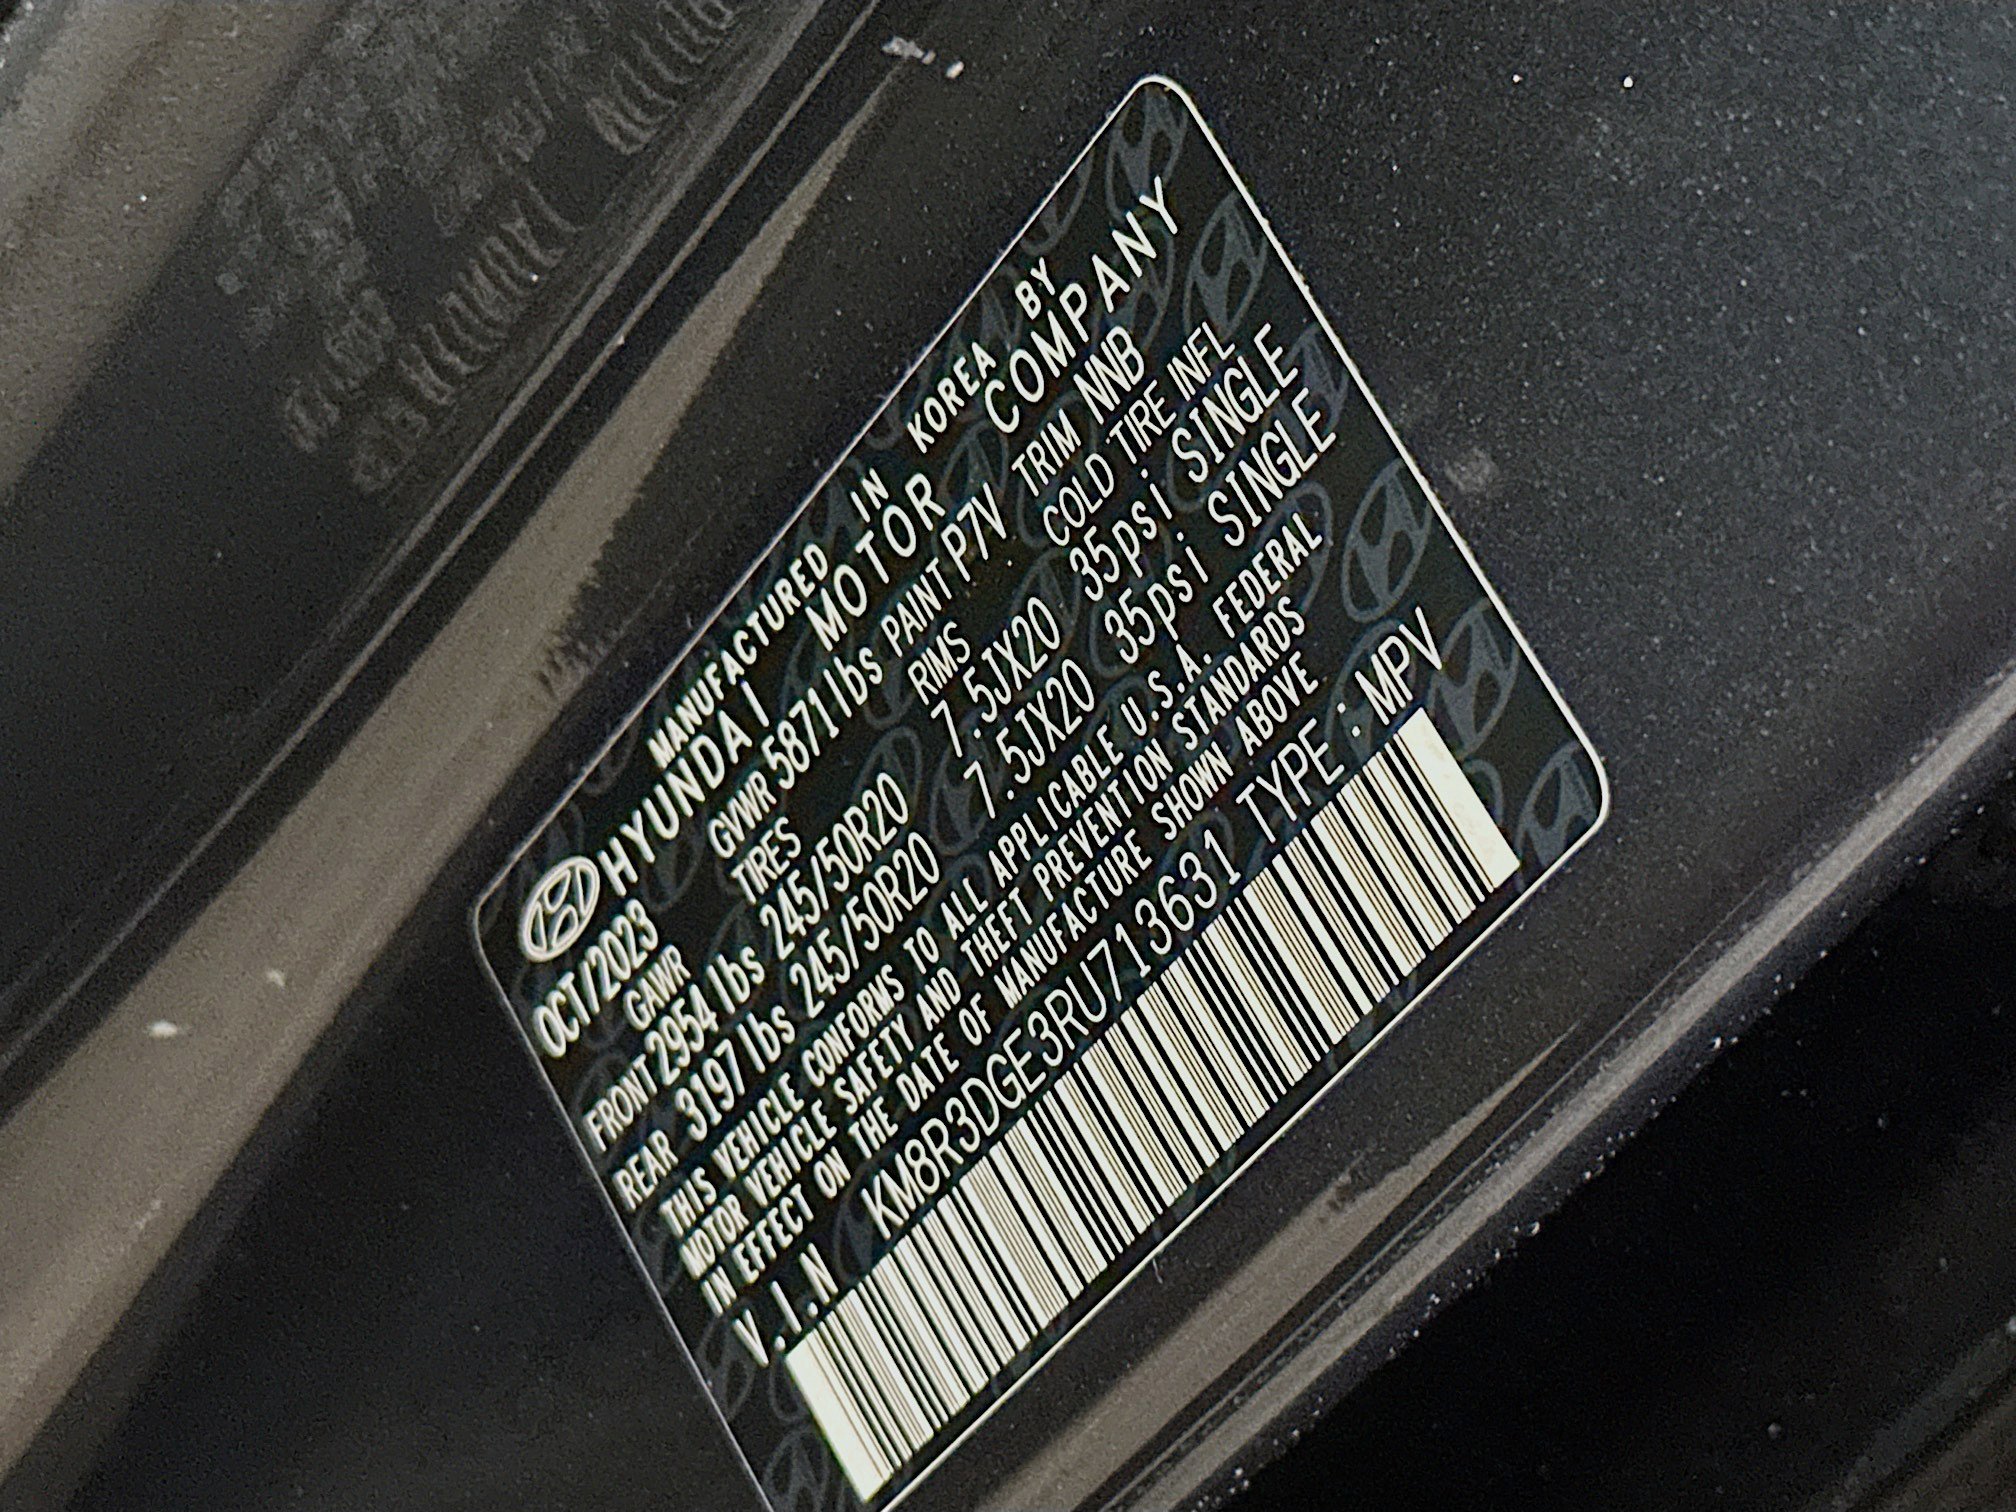 MANUFACTURED IN KOREA BY
HYUNDAI MOTOR COMPANY
OCT/2023 GVWR 5871lbs PAINT P7V TRIM NNB
GAWR TIRES RIMS COLD TIRE INFL
FRONT 2954lbs 245/50R20 7.5JX20 35psi SINGLE
REAR 3197lbs 245/50R20 7.5JX20 35psi SINGLE
THIS VEHICLE CONFORMS TO ALL APPLICABLE U.S.A. FEDERAL
MOTOR VEHICLE SAFETY AND THEFT PREVENTION STANDARDS
IN EFFECT ON THE DATE OF MANUFACTURE SHOWN ABOVE
V.I.N KM8R3DGE3RU713631 TYPE : MPV